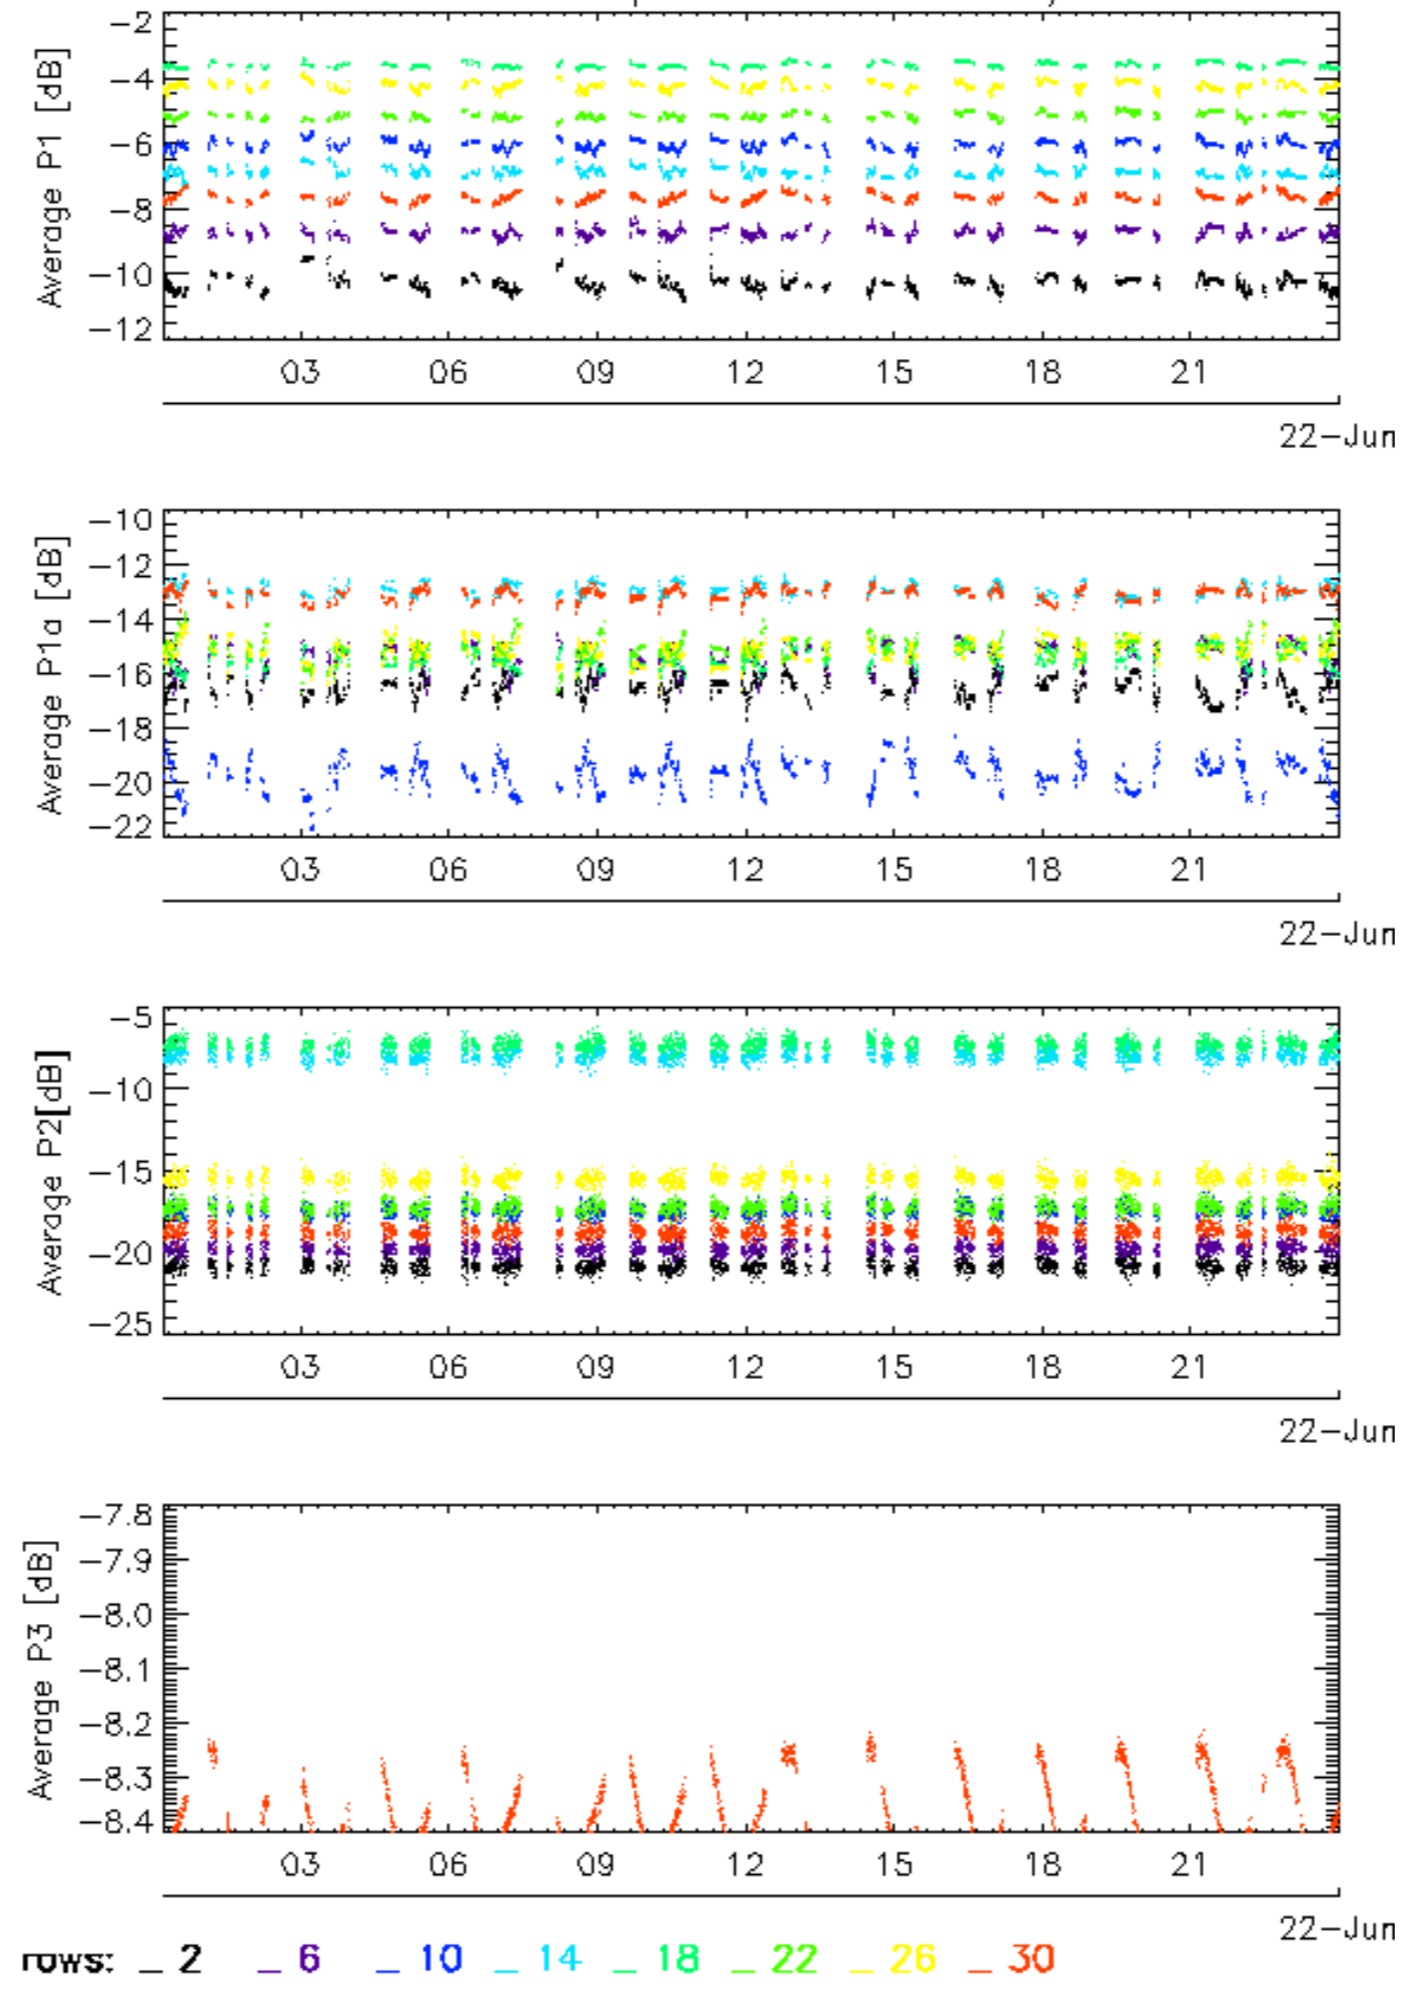 -2
-4
-6
-8
-10
-12
Average P1 [dB]
03 06 09 12 15 18 21
22-Jun
-10
-12
-14
-16
-18
-20
-22
Average P1a [dB]
03 06 09 12 15 18 21
22-Jun
-5
-10
-15
-20
-25
Average P2[dB]
03 06 09 12 15 18 21
22-Jun
-7.8
-7.9
-8.0
-8.1
-8.2
-8.3
-8.4
Average P3 [dB]
03 06 09 12 15 18 21
22-Jun
rows: _ 2 _ 6 _ 10 _ 14 _ 18 _ 22 _ 26 _ 30